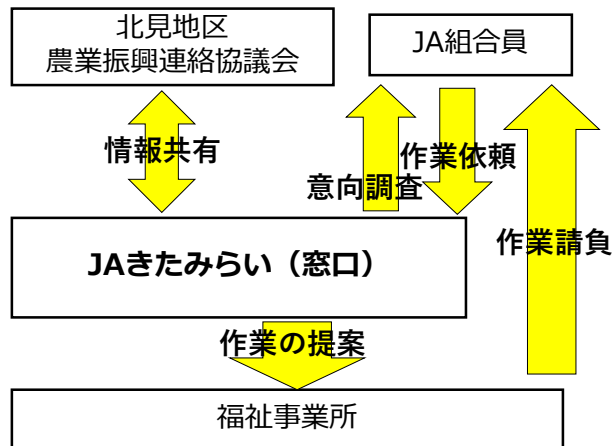 北見地区
農業振興連絡協議会
JA組合員
情報共有
作業依頼
意向調査
作業請負
JAきたみらい（窓口）
作業の提案
福祉事業所